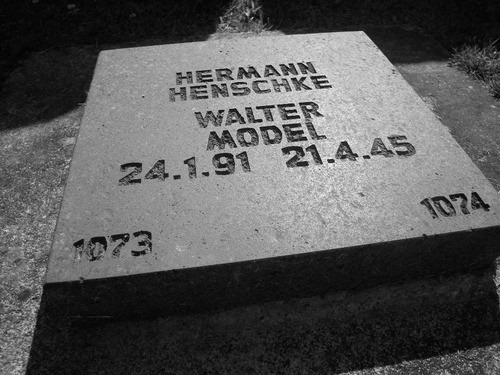 HERMANN
HENSCHKE
WALTER
MODEL
24.1.91 21.4.45
1073 1074